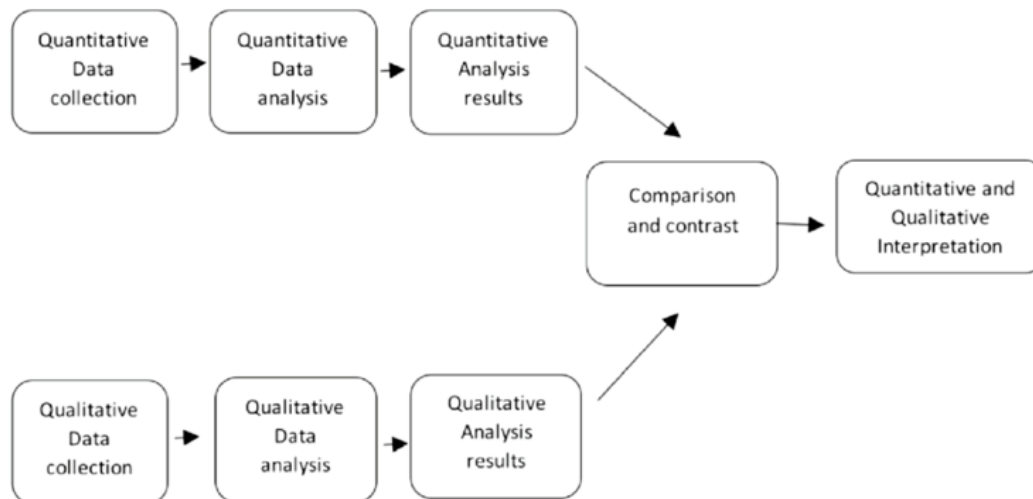 Quantitative
Data
collection
Quantitative
Data
analysis
Quantitative
Analysis
results
Comparison
and contrast
Quantitative and
Qualitative
Interpretation
Qualitative
Data
collection
Qualitative
Data
analysis
Qualitative
Analysis
results